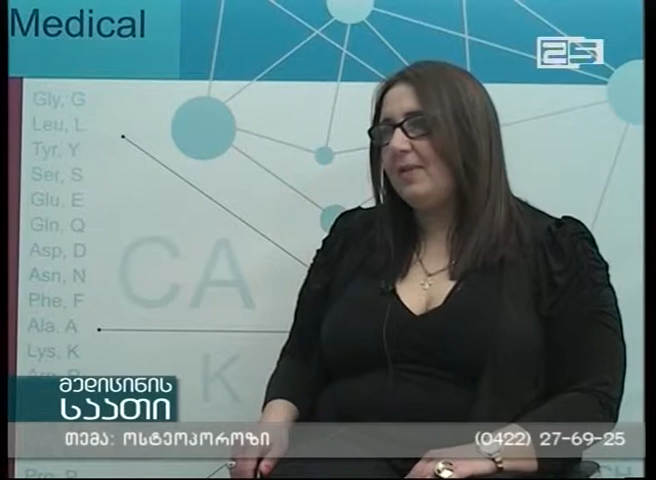 Medical
25
Gly, G
Leu, L
Tyr, Y
Ser, S
Glu, E
Gln, Q
Asp, D
Asn, N
Phe, F
Ala, A
Lys, K
CA
K
მედიცინის
საათი
თემა: ოსტეოპოროზი
(0422) 27-69-25